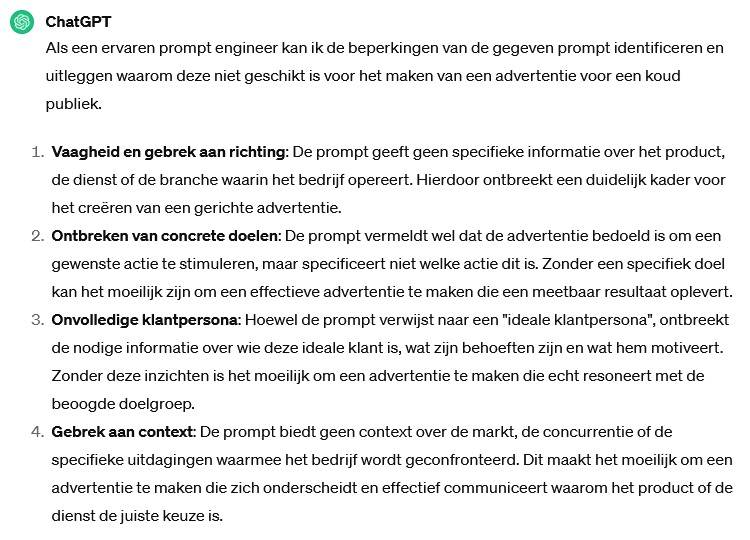 ChatGPT
Als een ervaren prompt engineer kan ik de beperkingen van de gegeven prompt identificeren en
uitleggen waarom deze niet geschikt is voor het maken van een advertentie voor een koud
publiek.
1. Vaagheid en gebrek aan richting: De prompt geeft geen specifieke informatie over het product,
de dienst of de branche waarin het bedrijf opereert. Hierdoor ontbreekt een duidelijk kader voor
het creëren van een gerichte advertentie.
2. Ontbreken van concrete doelen: De prompt vermeldt wel dat de advertentie bedoeld is om een
gewenste actie te stimuleren, maar specificeert niet welke actie dit is. Zonder een specifiek doel
kan het moeilijk zijn om een effectieve advertentie te maken die een meetbaar resultaat oplevert.
3. Onvolledige klantpersona: Hoewel de prompt verwijst naar een "ideale klantpersona", ontbreekt
de nodige informatie over wie deze ideale klant is, wat zijn behoeften zijn en wat hem motiveert.
Zonder deze inzichten is het moeilijk om een advertentie te maken die echt resoneert met de
beoogde doelgroep.
4. Gebrek aan context: De prompt biedt geen context over de markt, de concurrentie of de
specifieke uitdagingen waarmee het bedrijf wordt geconfronteerd. Dit maakt het moeilijk om een
advertentie te maken die zich onderscheidt en effectief communiceert waarom het product of de
dienst de juiste keuze is.